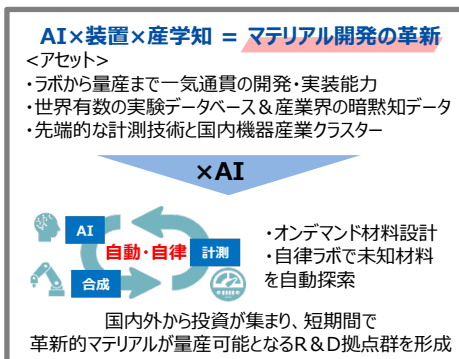 AI×装置×産学知 = マテリアル開発の革新
<アセット>
・ラボから量産まで一気通貫の開発・実装能力
・世界有数の実験データベース＆産業界の暗黙知データ
・先端的な計測技術と国内機器産業クラスター
×AI
AI
自動・自律
計測
合成
・オンデマンド材料設計
・自律ラボで未知材料
を自動探索
国内外から投資が集まり、短期間で
革新的マテリアルが量産可能となるR＆D拠点群を形成